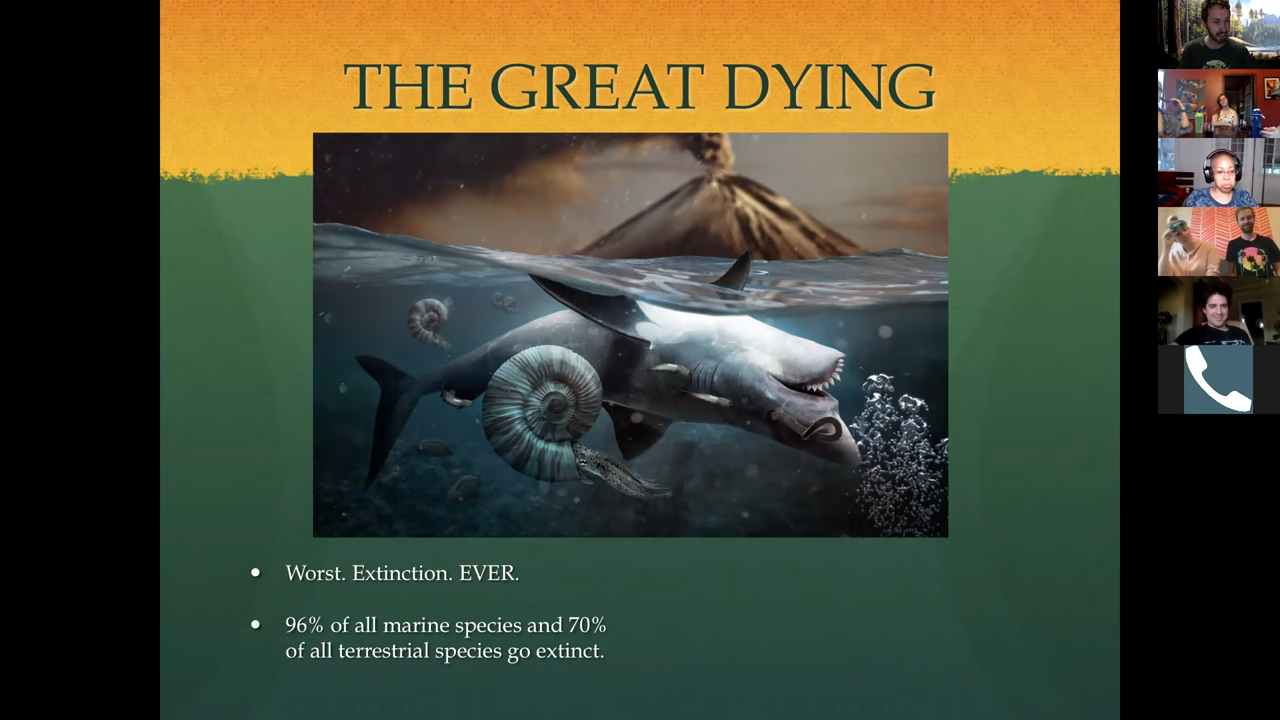 THE GREAT DYING
• Worst. Extinction. EVER.
• 96% of all marine species and 70%
of all terrestrial species go extinct.